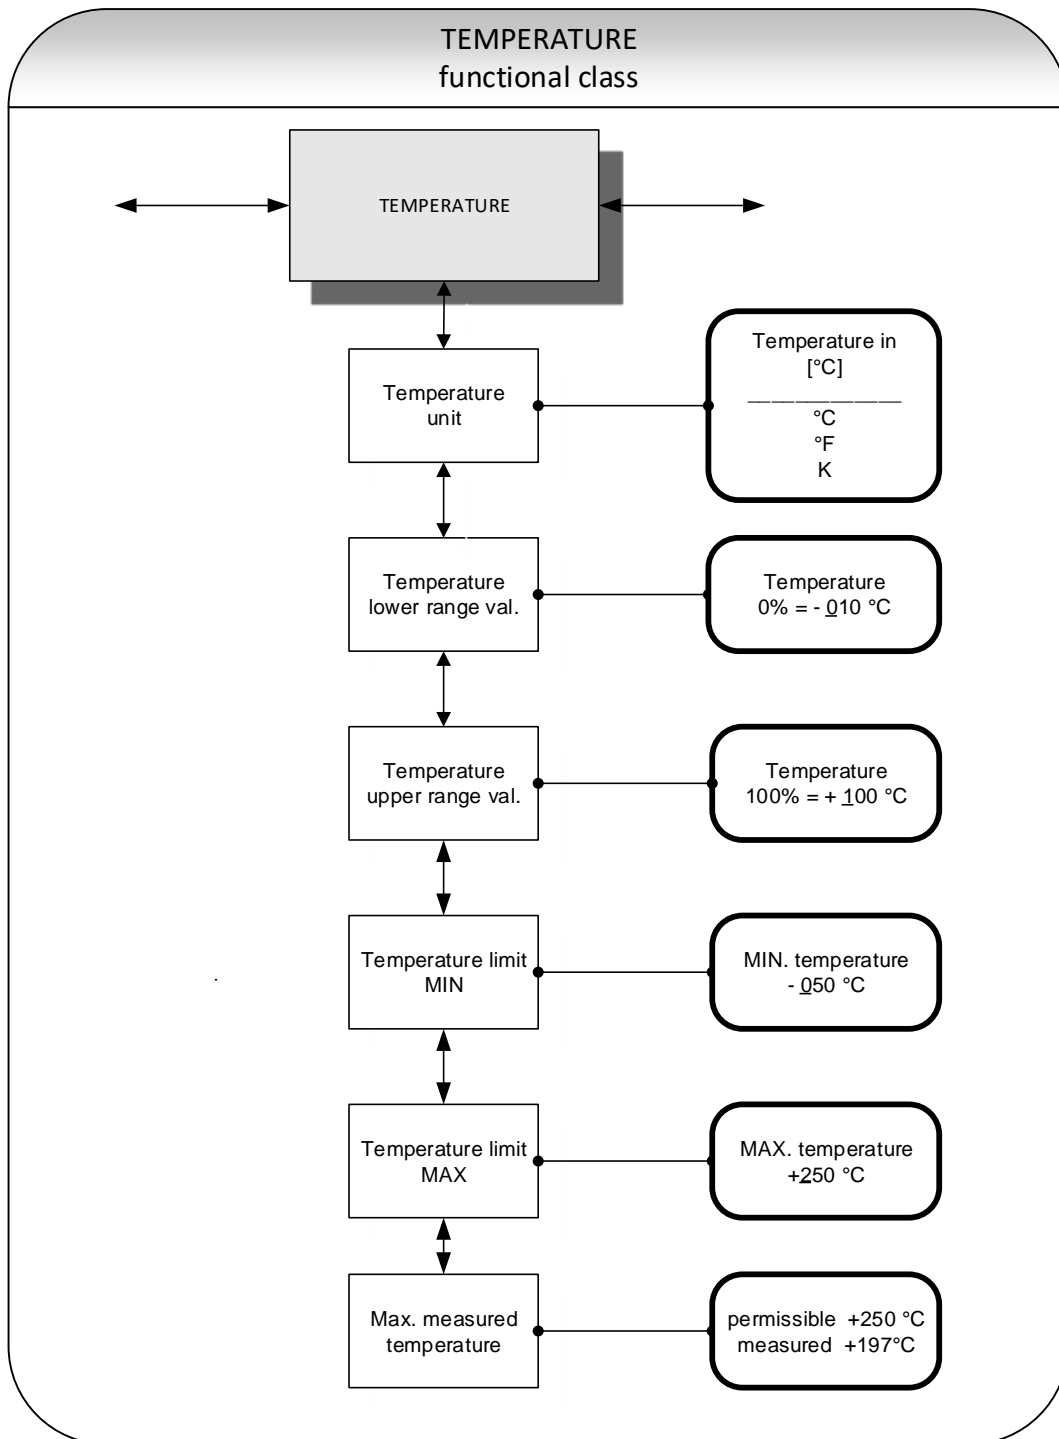 TEMPERATURE
functional class
TEMPERATURE
Temperature
unit
Temperature in
[°C]
_____________
°C
°F
K
Temperature
lower range val.
Temperature
0% = - 010 °C
Temperature
upper range val.
Temperature
100% = + 100 °C
Temperature limit
MIN
MIN. temperature
- 050 °C
Temperature limit
MAX
MAX. temperature
+250 °C
Max. measured
temperature
permissible +250 °C
measured +197°C